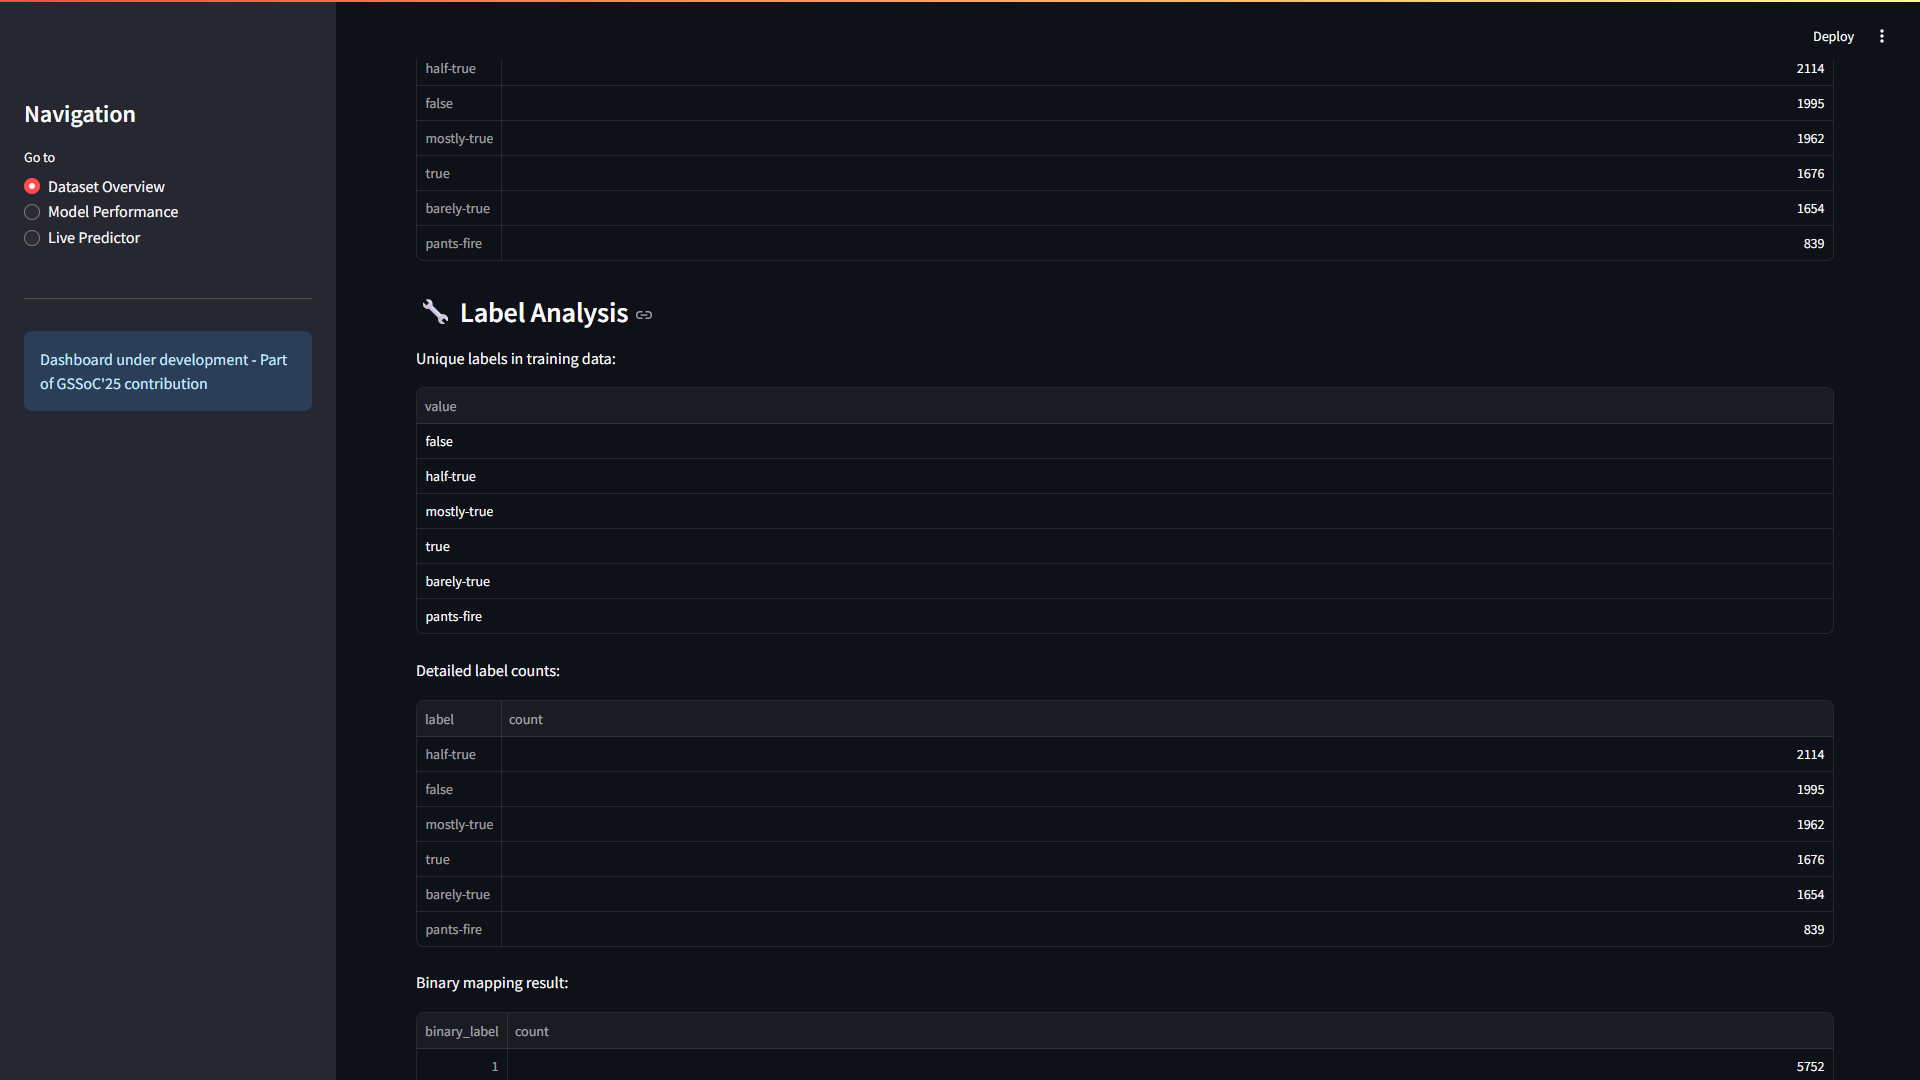 Deploy
Navigation
Go to
Dataset Overview
Model Performance
Live Predictor
Dashboard under development - Part
of GSSoC'25 contribution
half-true 2114
false 1995
mostly-true 1962
true 1676
barely-true 1654
pants-fire 839
Label Analysis
Unique labels in training data:
value
false
half-true
mostly-true
true
barely-true
pants-fire
Detailed label counts:
label count
half-true 2114
false 1995
mostly-true 1962
true 1676
barely-true 1654
pants-fire 839
Binary mapping result:
binary_label count
1 5752